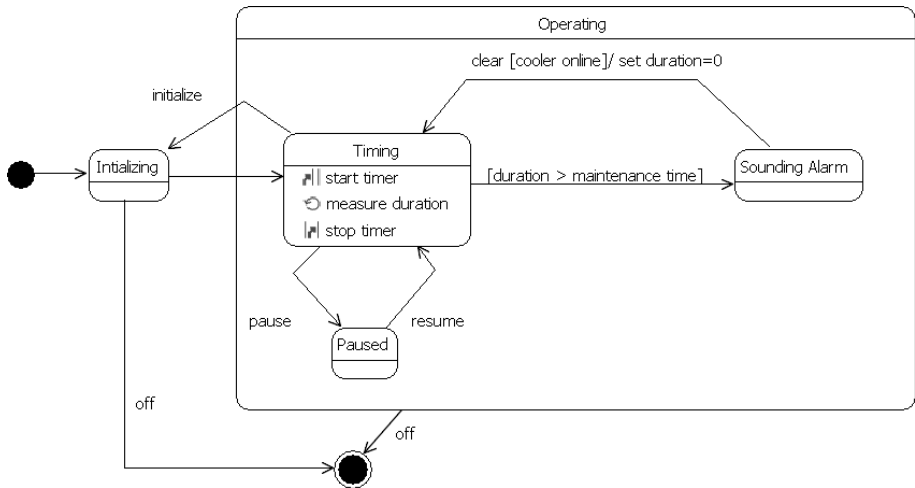 Operating
clear [cooler online]/ set duration=0
initialize
Timing
Intializing
start timer
[duration > maintenance time]
Sounding Alarm
measure duration
stop timer
pause
resume
Paused
off
off